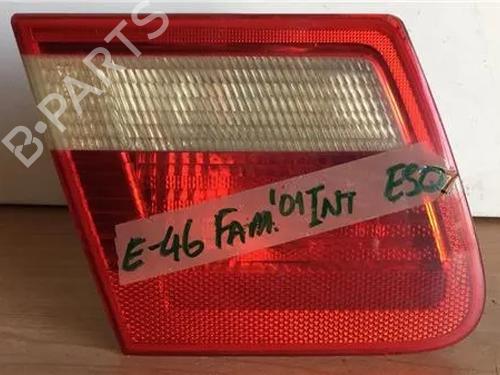 B-PARTS
E-46 FAM. '01 INT ESQ